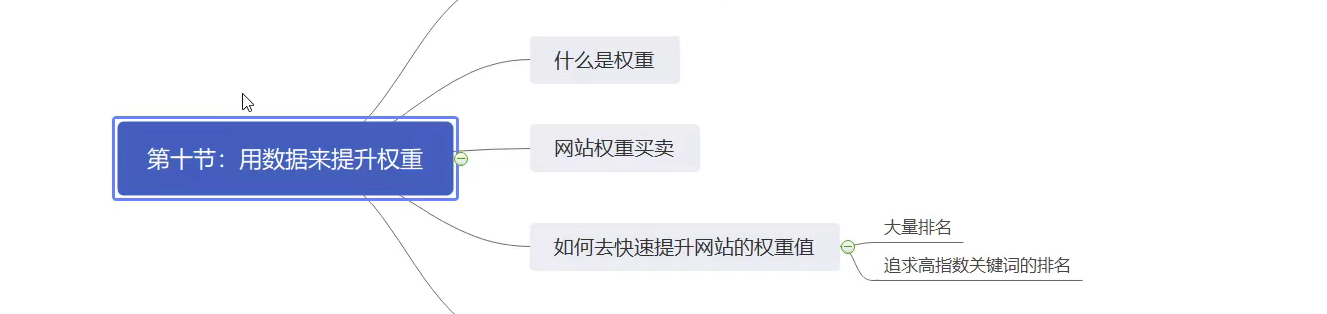 什么是权重
第十节：用数据来提升权重
网站权重买卖
如何去快速提升网站的权重值
大量排名
追求高指数关键词的排名